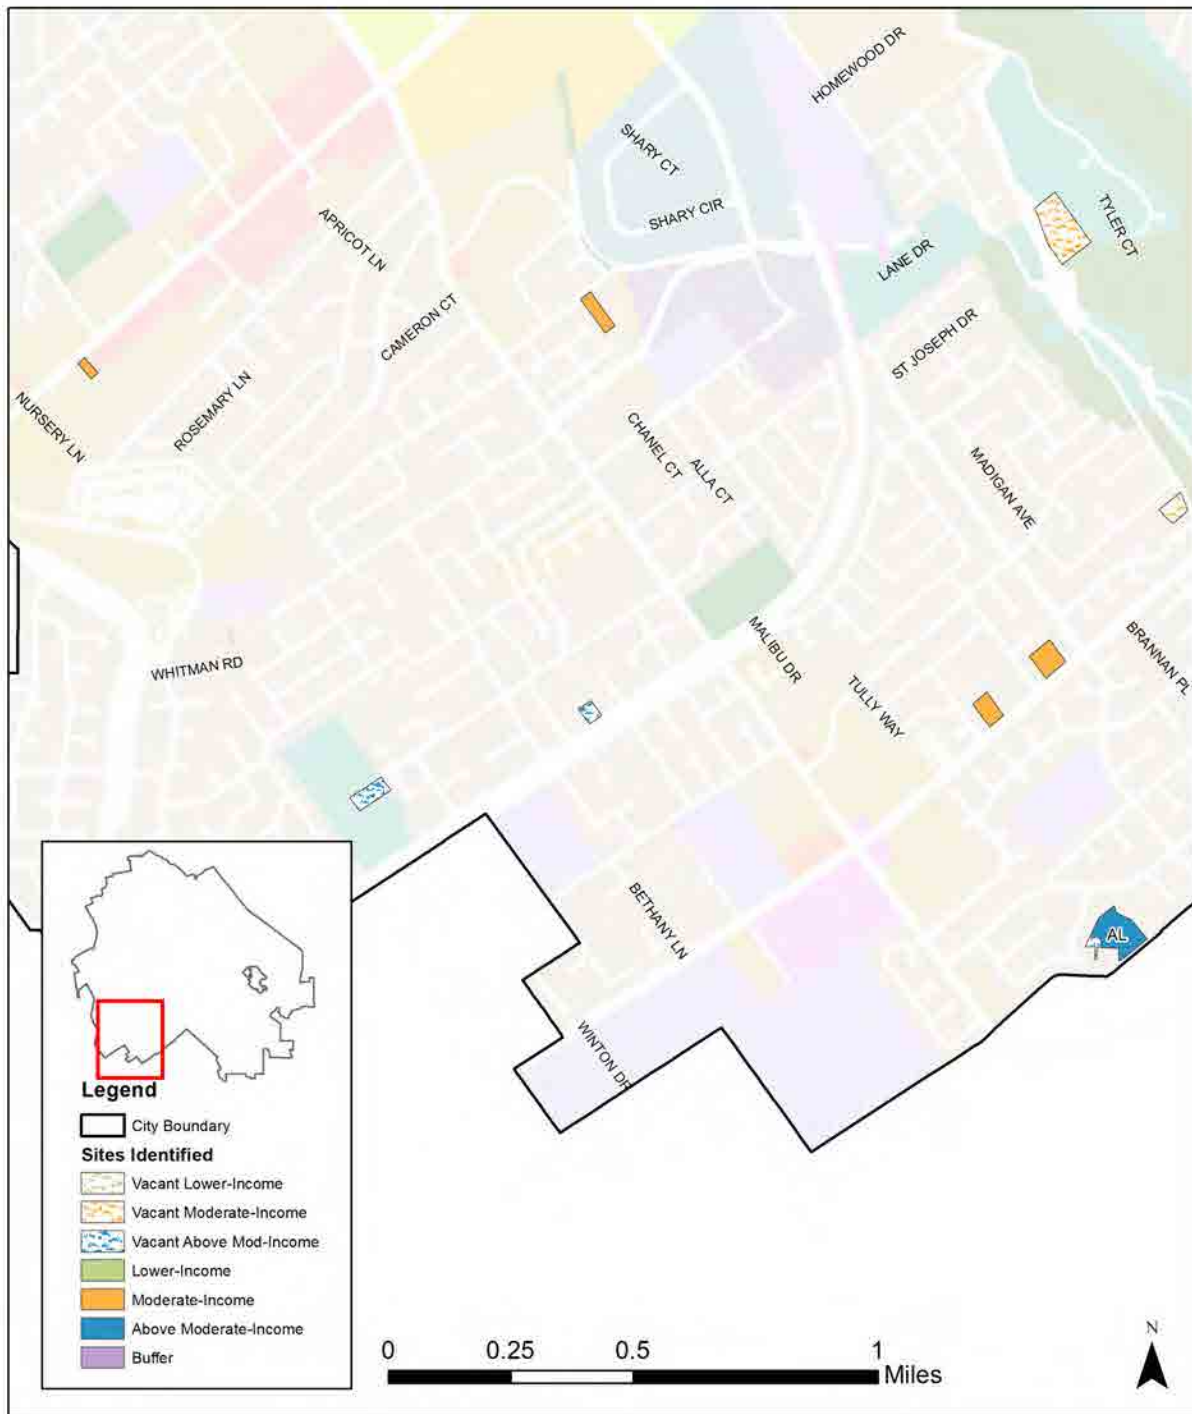 HOMEWOOD DR
SHARY CT
TYLER CT
SHARY CIR
APRICOT LN
LANE DR
CAMERON CT
ST JOSEPH DR
ROSEMARY LN
NURSERY LN
CHANEL CT
ALLA CT
MADIGAN AVE
WHITMAN RD
MALIBU DR
BRANNAN PL
TULLY WAY
BETHANY LN
AL
WINTON DR
Legend
City Boundary
Sites Identified
Vacant Lower-Income
Vacant Moderate-Income
Vacant Above Mod-Income
Lower-Income
Moderate-Income
Above Moderate-Income
Buffer
0 0.25 0.5 1
Miles
N